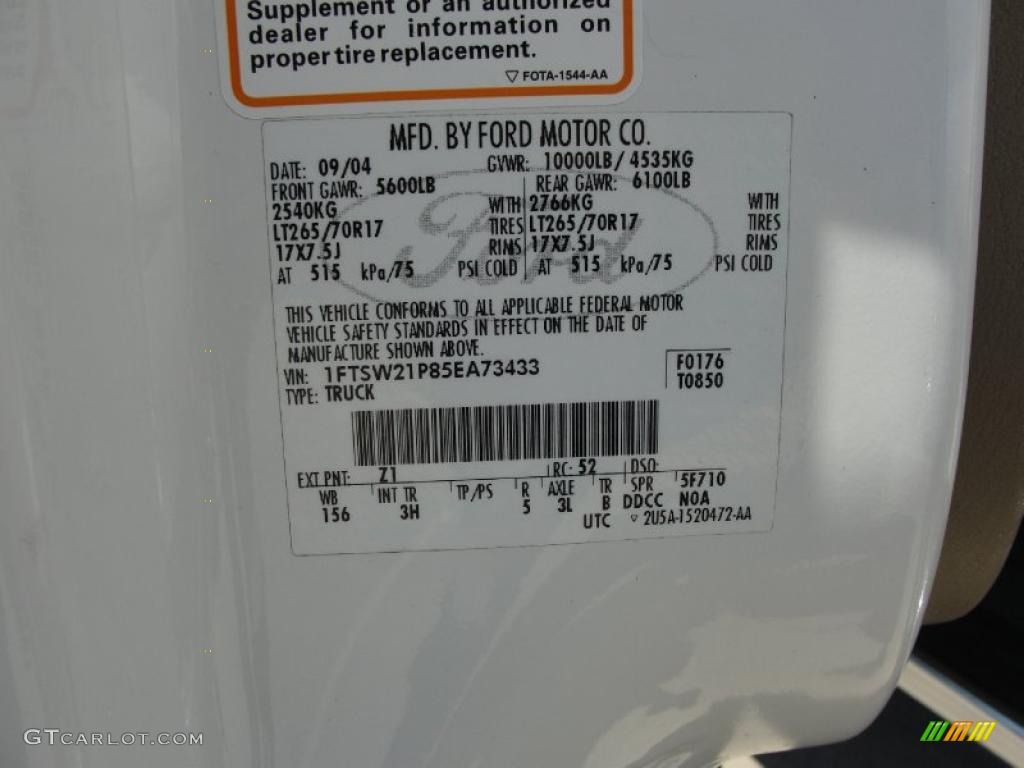 Supplement or an authorized
dealer for information on
proper tire replacement.
▽ FOTA-1544-AA
MFD. BY FORD MOTOR CO.
DATE: 09/04 GVWR: 10000LB/ 4535KG
FRONT GAWR: 5600LB REAR GAWR: 6100LB
2540KG WITH 2766KG WITH
LT265/70R17 TIRES LT265/70R17 TIRES
17X7.5J RIMS 17X7.5J RIMS
AT 515 kPa/75 PSI COLD AT 515 kPa/75 PSI COLD
Ford
THIS VEHICLE CONFORMS TO ALL APPLICABLE FEDERAL MOTOR
VEHICLE SAFETY STANDARDS IN EFFECT ON THE DATE OF
MANUFACTURE SHOWN ABOVE.
VIN: 1FTSW21P85EA73433 F0176
TYPE: TRUCK T0850
EXT PNT: Z1 RC: 52 DSO:
WB INT TR TP/PS R AXLE TR SPR 5F710
156 3H 5 3L B DDCC NOA
UTC ▽ 2U5A-1520472-AA
GTCARLOT.COM